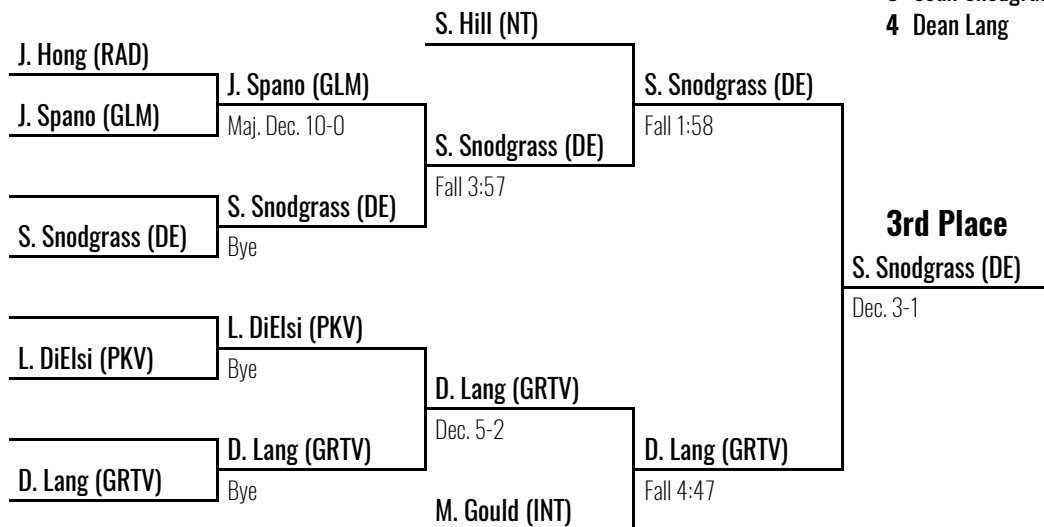 3 Sean Snodgrass
4 Dean Lang
S. Hill (NT)
J. Hong (RAD)
J. Spano (GLM)
S. Snodgrass (DE)
J. Spano (GLM)
Maj. Dec. 10-0
Fall 1:58
S. Snodgrass (DE)
Fall 3:57
S. Snodgrass (DE)
S. Snodgrass (DE)
Bye
3rd Place
S. Snodgrass (DE)
Dec. 3-1
L. DiElsi (PKV)
L. DiElsi (PKV)
Bye
D. Lang (GRTV)
Dec. 5-2
D. Lang (GRTV)
D. Lang (GRTV)
D. Lang (GRTV)
Bye
Fall 4:47
M. Gould (INT)